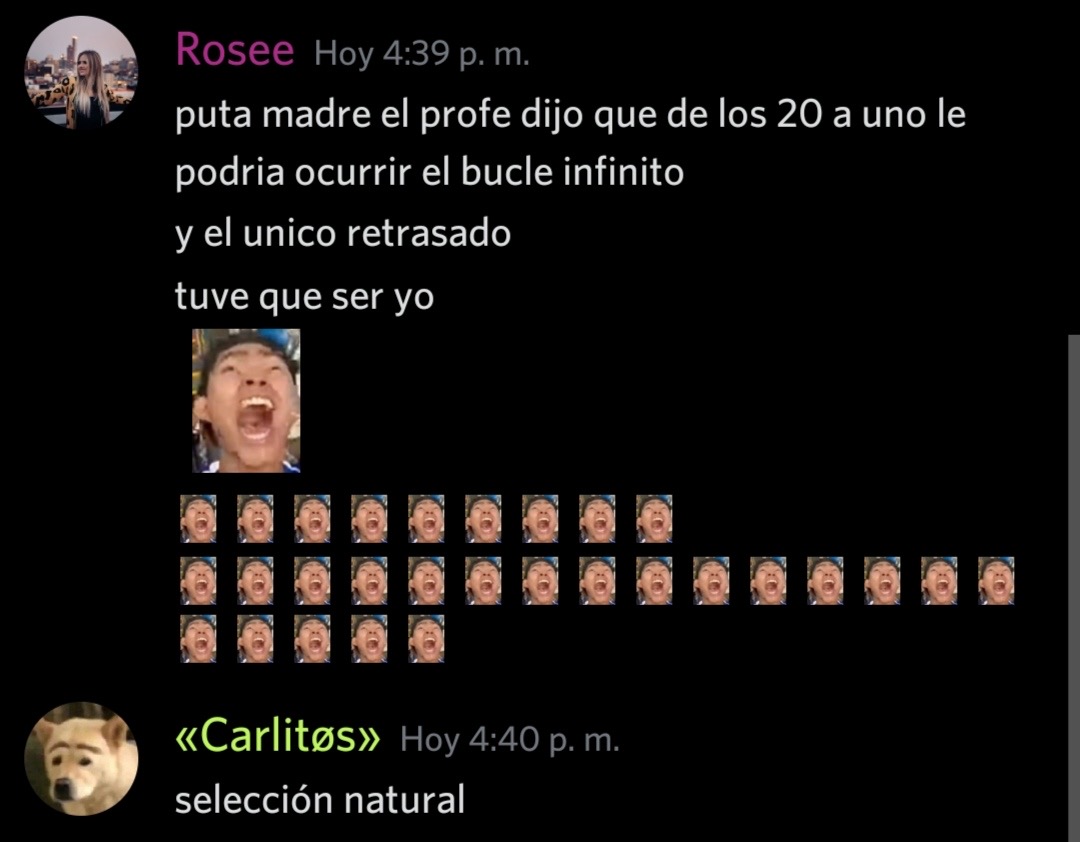 Rosee Hoy 4:39 p. m.
puta madre el profe dijo que de los 20 a uno le
podria ocurrir el bucle infinito
y el unico retrasado
tuve que ser yo
«Carlitøs» Hoy 4:40 p. m.
selección natural